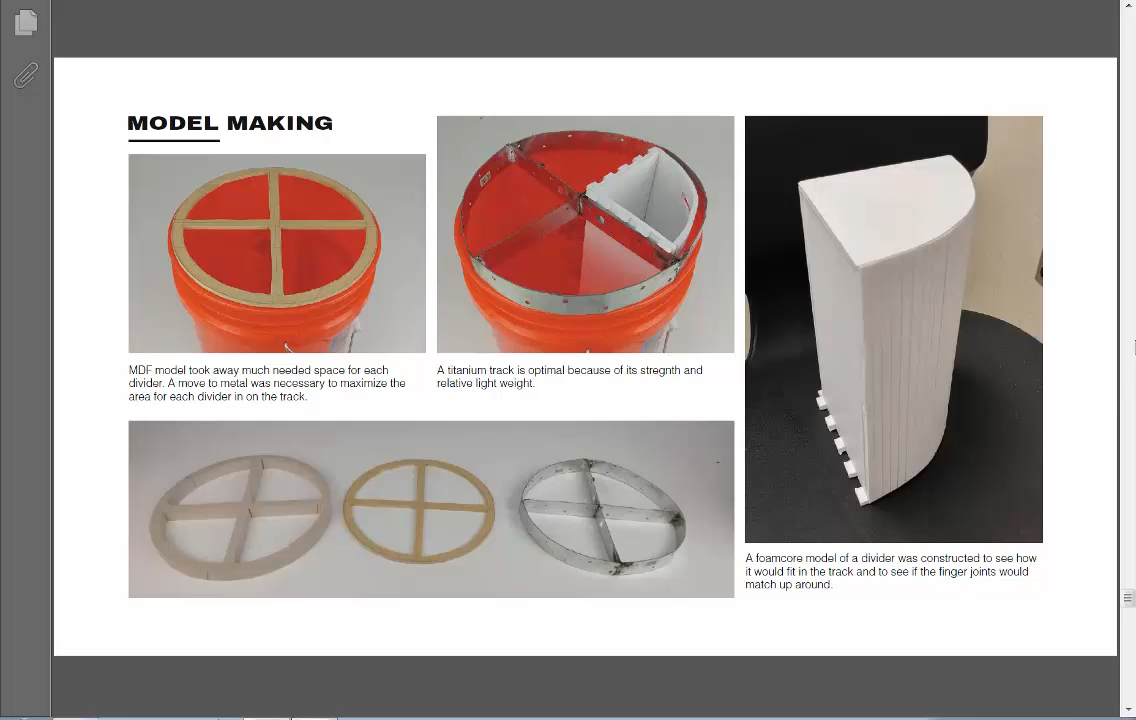 MODEL MAKING
MDF model took away much needed space for each
divider. A move to metal was necessary to maximize the
area for each divider in on the track.
A titanium track is optimal because of its stregnth and
relative light weight.
A foamcore model of a divider was constructed to see how
it would fit in the track and to see if the finger joints would
match up around.